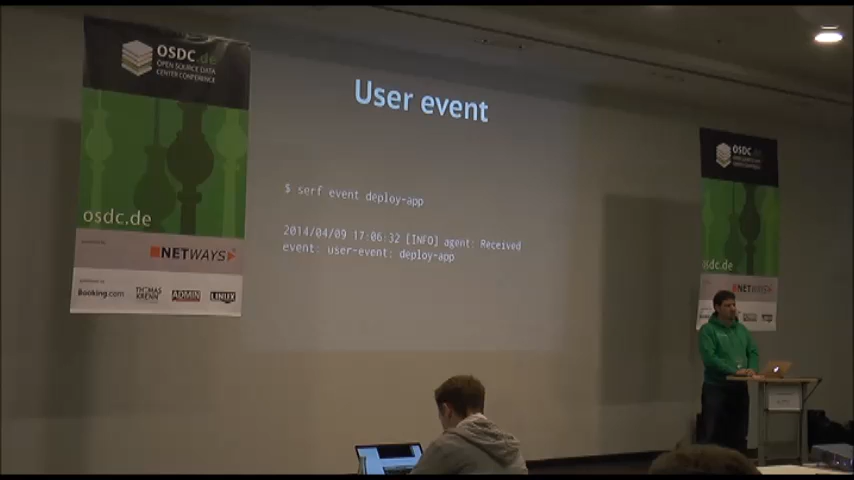 OSDC.de
OPEN SOURCE DATA
CENTER CONFERENCE
osdc.de
NETWAYS
Booking.com
THOMAS
KRENN
ADMIN
LINUX
User event
$ serf event deploy-app
2014/04/09 17:06:32 [INFO] agent: Received
event: user-event: deploy-app
OSDC.de
osdc.de
NETWAYS